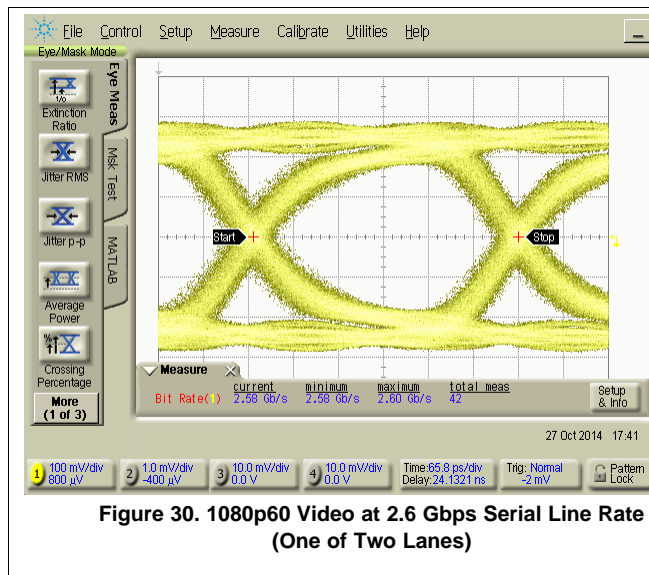 File Control Setup Measure Calibrate Utilities Help
Eye/Mask Mode
Eye Meas
Msk Test
MATLAB
1/0
Extinction
Ratio
Jitter RMS
Jitter p-p
Average
Power
%
Crossing
Percentage
More
(1 of 3)
Start
Stop
Measure
current minimum maximum total meas
Bit Rate(1) 2.58 Gb/s 2.58 Gb/s 2.60 Gb/s 42
Setup
& Info
27 Oct 2014 17:41
1 100 mV/div
800 µV
2 1.0 mV/div
-400 µV
3 10.0 mV/div
0.0 V
4 10.0 mV/div
0.0 V
Time:65.8 ps/div
Delay:24.1321 ns
Trig: Normal
-2 mV
Pattern
Lock
Figure 30. 1080p60 Video at 2.6 Gbps Serial Line Rate
(One of Two Lanes)